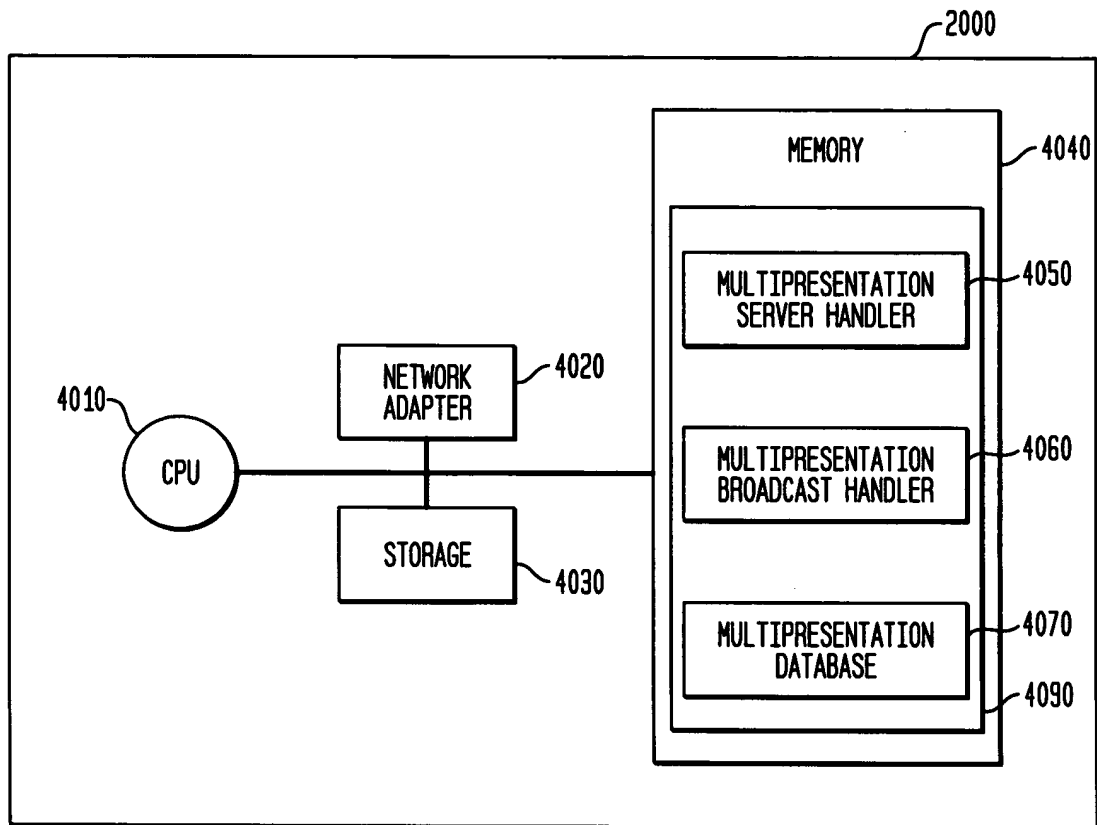 2000
MEMORY
4040
MULTIPRESENTATION
SERVER HANDLER
4050
NETWORK
ADAPTER
4020
4010
CPU
MULTIPRESENTATION
BROADCAST HANDLER
4060
STORAGE
4030
MULTIPRESENTATION
DATABASE
4070
4090